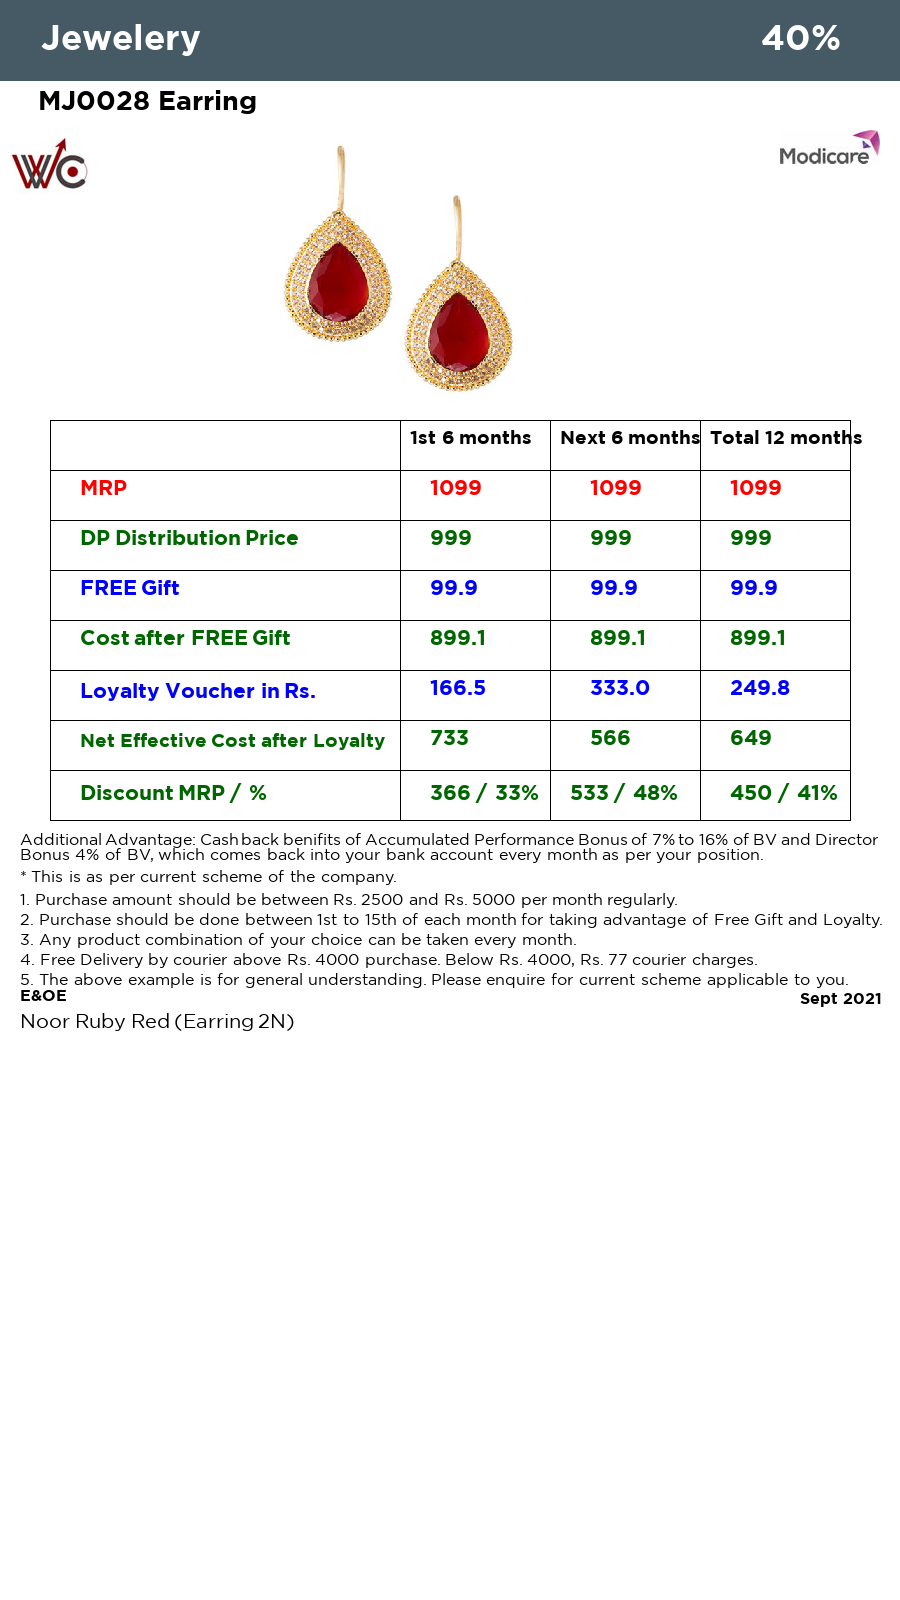 Jewelery 40%
MJ0028 Earring
WC
Modicare
1st 6 months Next 6 months Total 12 months
MRP 1099 1099 1099
DP Distribution Price 999 999 999
FREE Gift 99.9 99.9 99.9
Cost after FREE Gift 899.1 899.1 899.1
Loyalty Voucher in Rs. 166.5 333.0 249.8
Net Effective Cost after Loyalty 733 566 649
Discount MRP / % 366 / 33% 533 / 48% 450 / 41%
Additional Advantage: Cashback benifits of Accumulated Performance Bonus of 7% to 16% of BV and Director
Bonus 4% of BV, which comes back into your bank account every month as per your position.
* This is as per current scheme of the company.
1. Purchase amount should be between Rs. 2500 and Rs. 5000 per month regularly.
2. Purchase should be done between 1st to 15th of each month for taking advantage of Free Gift and Loyalty.
3. Any product combination of your choice can be taken every month.
4. Free Delivery by courier above Rs. 4000 purchase. Below Rs. 4000, Rs. 77 courier charges.
5. The above example is for general understanding. Please enquire for current scheme applicable to you.
E&OE Sept 2021
Noor Ruby Red (Earring 2N)